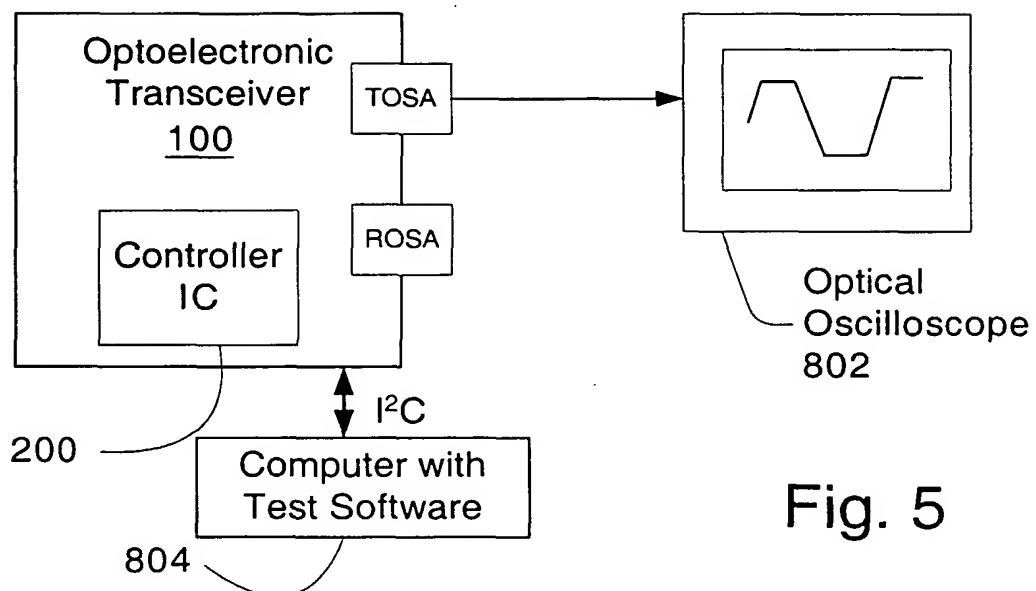 Optoelectronic
Transceiver
100
TOSA
ROSA
Controller
IC
200
I²C
Computer with
Test Software
804
Optical
Oscilloscope
802
Fig. 5